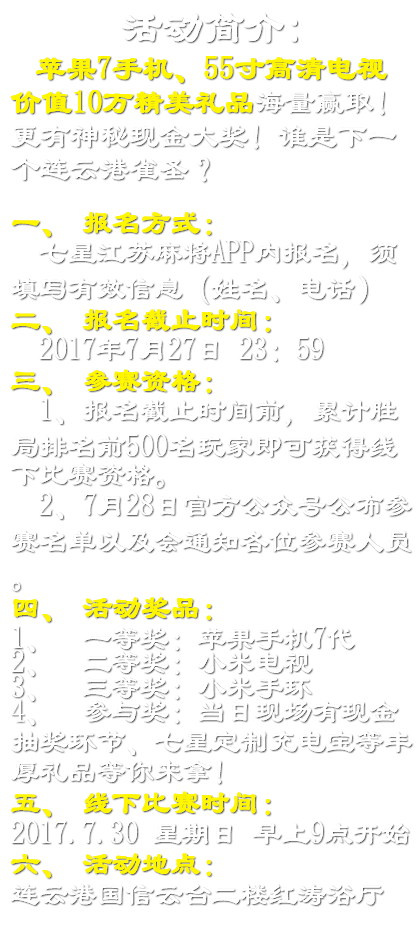 活动简介：
苹果7手机、55寸高清电视
价值10万精美礼品海量赢取！
更有神秘现金大奖！谁是下一
个连云港雀圣？
一、 报名方式：
七星江苏麻将APP内报名，须
填写有效信息（姓名、电话）
二、 报名截止时间：
2017年7月27日 23：59
三、 参赛资格：
1、报名截止时间前，累计胜
局排名前500名玩家即可获得线
下比赛资格。
2、7月28日官方公众号公布参
赛名单以及会通知各位参赛人员
。
四、 活动奖品：
1、 一等奖：苹果手机7代
2、 二等奖：小米电视
3、 三等奖：小米手环
4、 参与奖：当日现场有现金
抽奖环节、七星定制充电宝等丰
厚礼品等你来拿！
五、 线下比赛时间：
2017.7.30 星期日 早上9点开始
六、 活动地点：
连云港国信云台二楼红涛浴厅